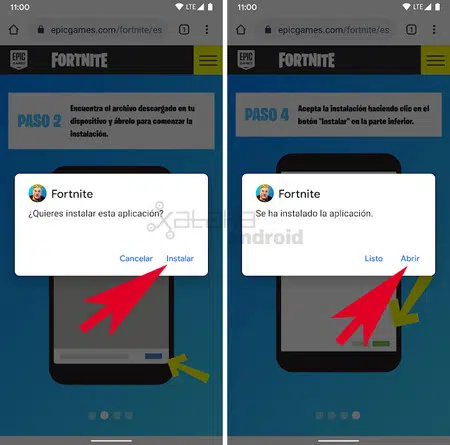 11:00
LTE
epicgames.com/fortnite/es
1
EPIC
GAMES
FORTNITE
PASO 2
Encuentra el archivo descargado en tu
dispositivo y ábrelo para comenzar la
instalación.
Fortnite
¿Quieres instalar esta aplicación?
Cancelar
Instalar
11:00
LTE
epicgames.com/fortnite/es
1
EPIC
GAMES
FORTNITE
PASO 4
Acepta la instalación haciendo clic en el
botón "Instalar" en la parte inferior.
Fortnite
Se ha instalado la aplicación.
Listo
Abrir
Xataka
android